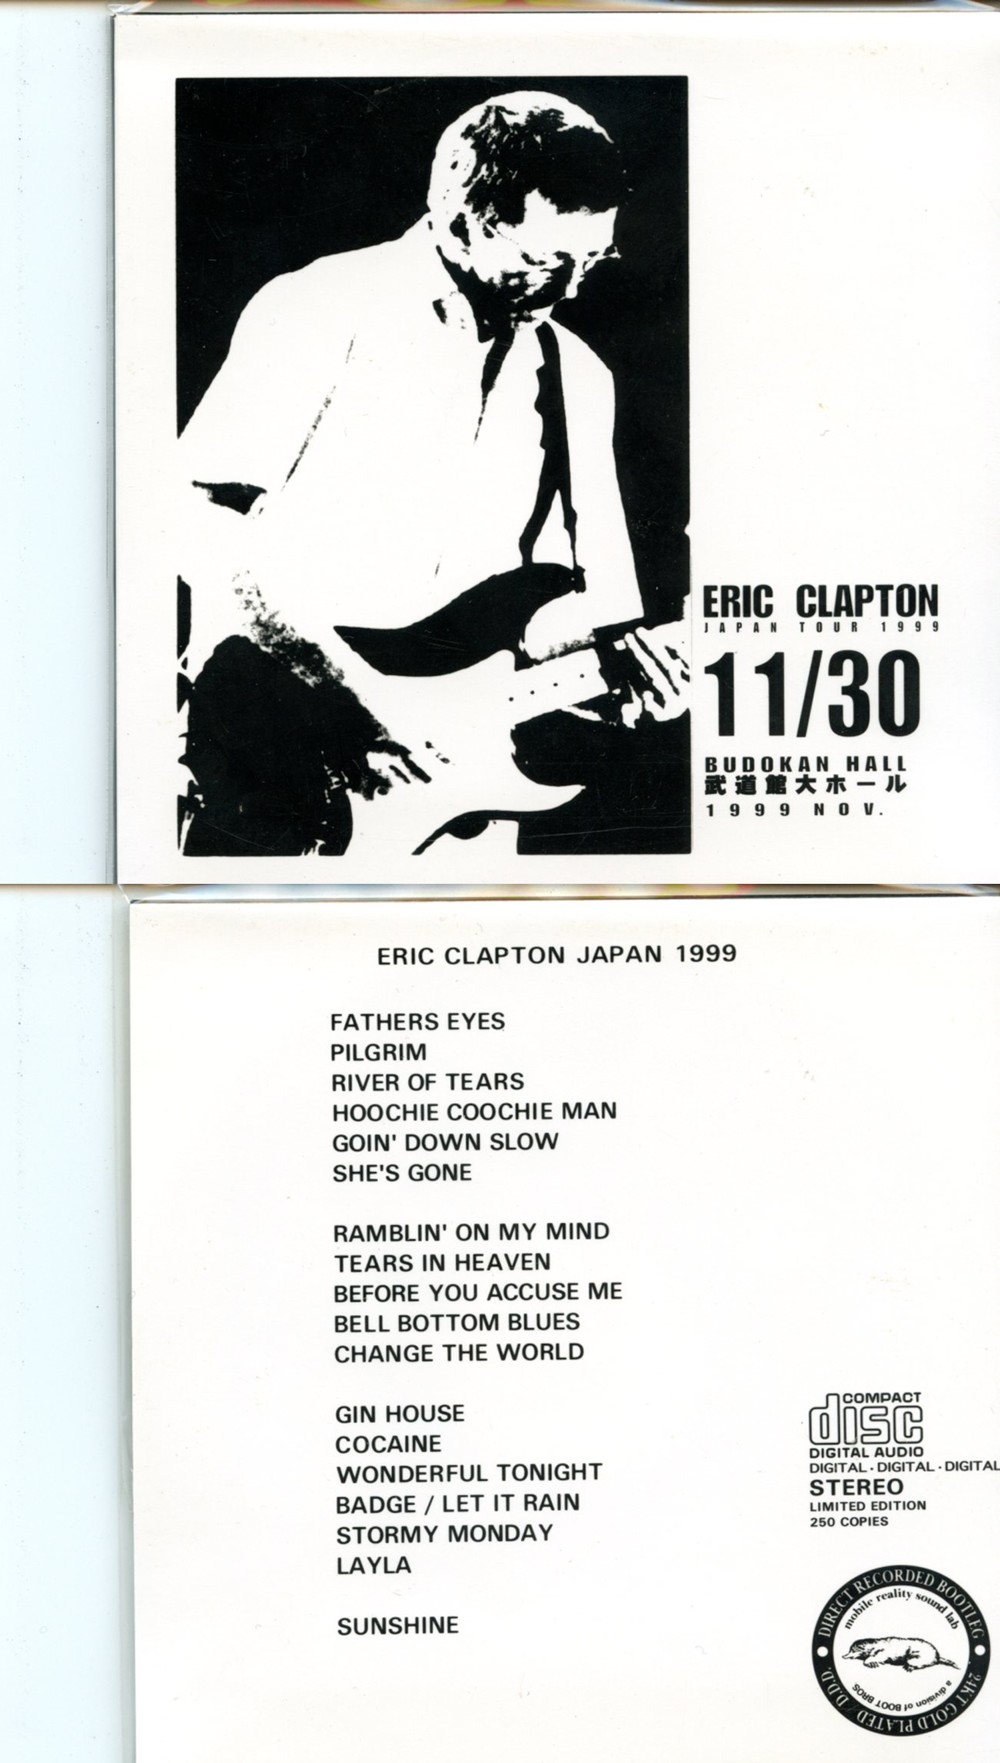 ERIC CLAPTON
JAPAN TOUR 1999
11/30
BUDOKAN HALL
武道館大ホール
1999 NOV.
ERIC CLAPTON JAPAN 1999
FATHERS EYES
PILGRIM
RIVER OF TEARS
HOOCHIE COOCHIE MAN
GOIN' DOWN SLOW
SHE'S GONE
RAMBLIN' ON MY MIND
TEARS IN HEAVEN
BEFORE YOU ACCUSE ME
BELL BOTTOM BLUES
CHANGE THE WORLD
GIN HOUSE
COCAINE
WONDERFUL TONIGHT
BADGE / LET IT RAIN
STORMY MONDAY
LAYLA
SUNSHINE
COMPACT
disc
DIGITAL AUDIO
DIGITAL · DIGITAL · DIGITAL
STEREO
LIMITED EDITION
250 COPIES
DIRECT RECORDED BOOTLEG
mobile reality sound lab
a division of BOOT BROS
24KT GOLD PLATED / D.D.D.